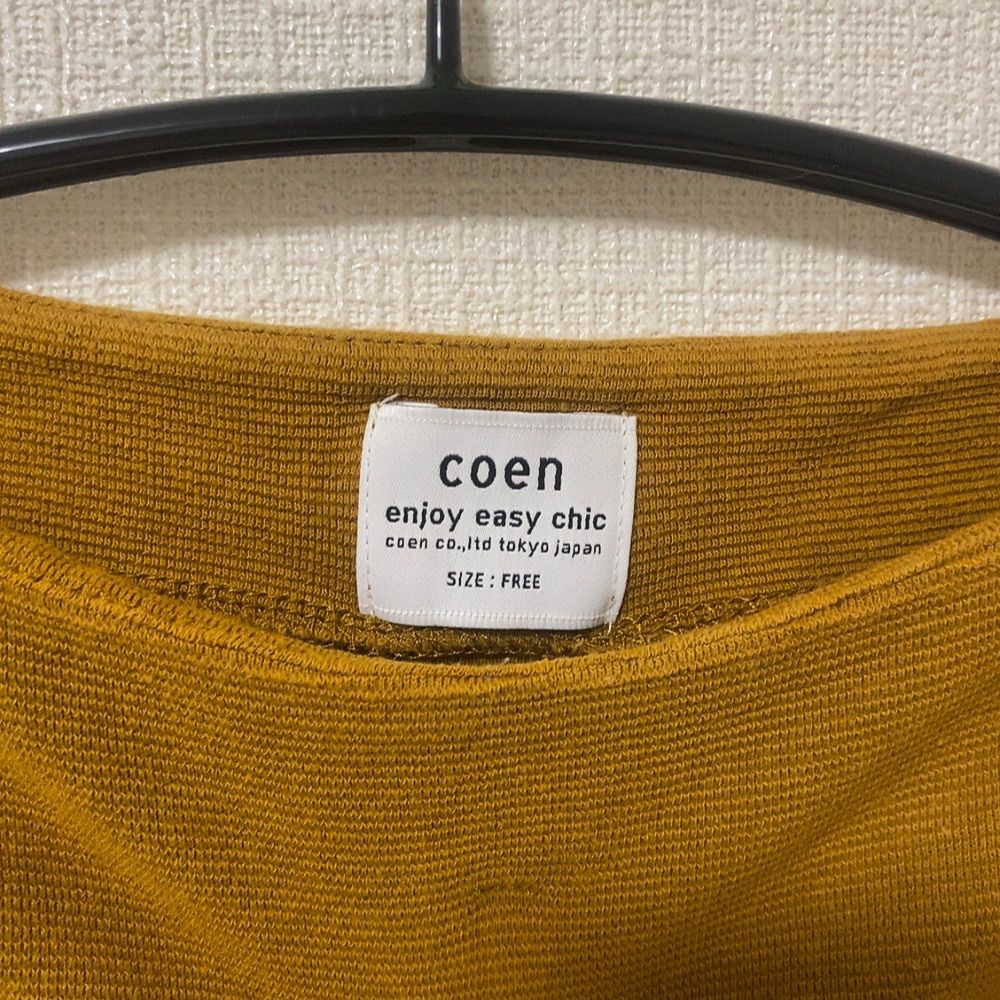 coen
enjoy easy chic
coen co.,ltd tokyo japan
SIZE : FREE